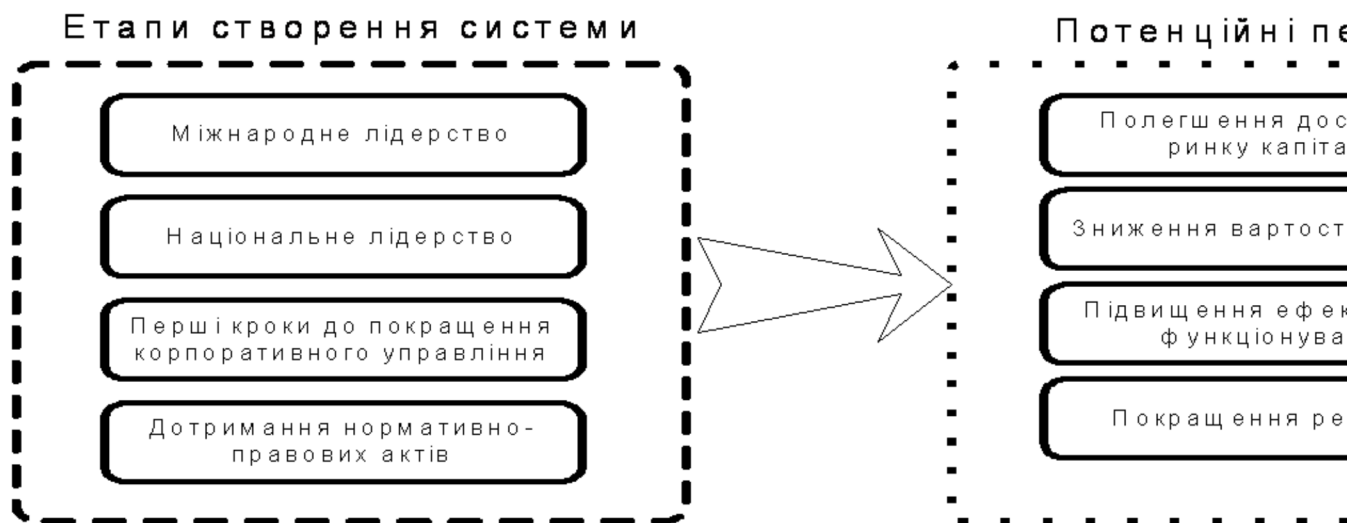 Етапи створення системи
Міжнародне лідерство
Національне лідерство
Перші кроки до покращення
корпоративного управління
Дотримання нормативно-
правових актів
Потенційні пе
Полегшення дос
ринку капіта
Зниження вартост
Підвищення ефек
функціонува
Покращення ре